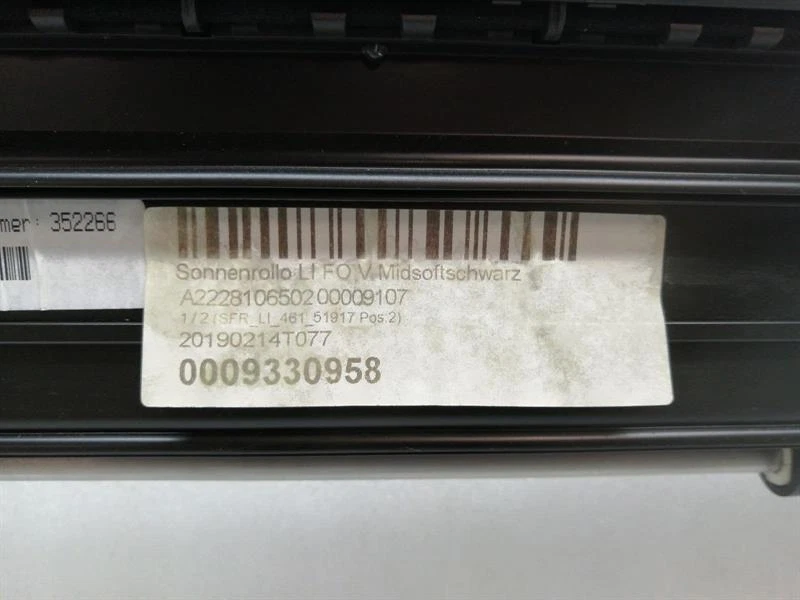 mer: 352266
Sonnenrollo LI FO V Midsoftschwarz
A2228106502 00009107
1 / 2 (SFR_LI_461_51917 Pos:2)
20190214T077
0009330958